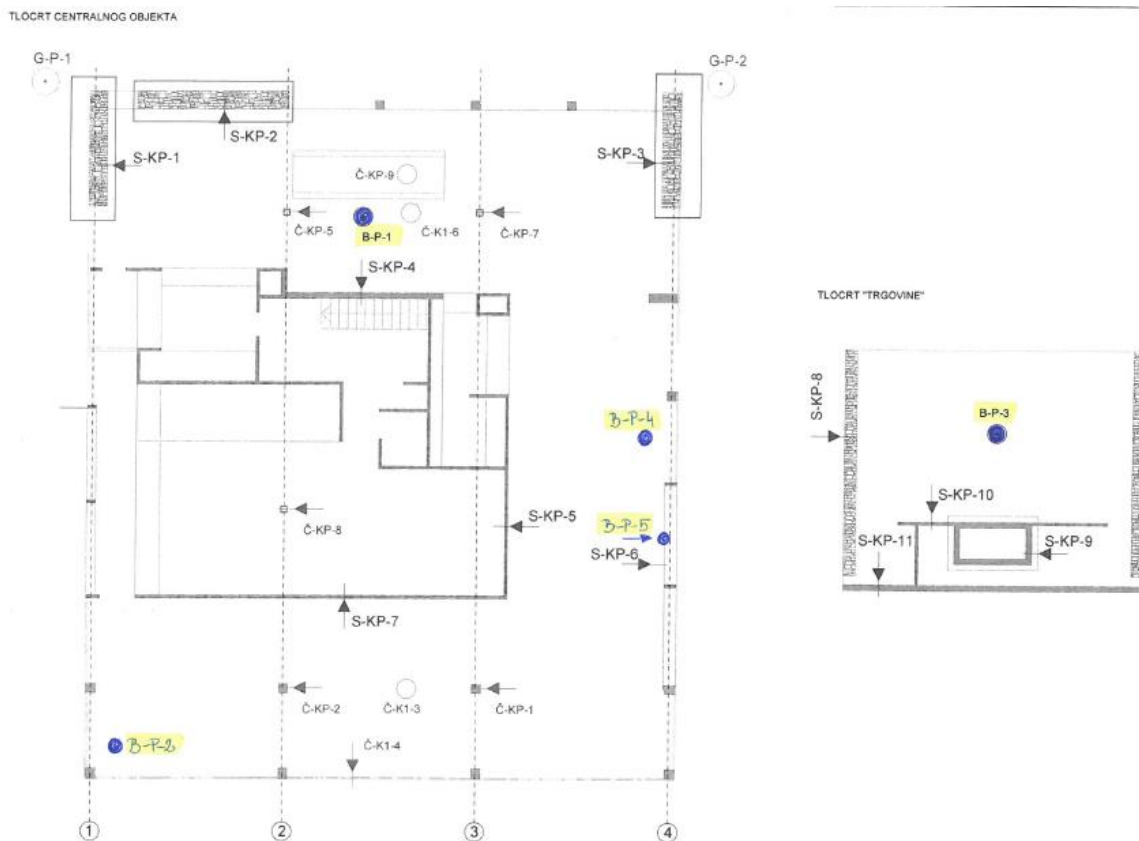 TLOCRT CENTRALNOG OBJEKTA
G-P-1
G-P-2
S-KP-2
S-KP-1
S-KP-3
Č-KP-9
Č-KP-5
B-P-1
Č-K1-6
Č-KP-7
S-KP-4
TLOCRT "TRGOVINE"
S-KP-8
B-P-4
B-P-3
S-KP-10
Č-KP-8
S-KP-5
B-P-5
S-KP-6
S-KP-11
S-KP-9
S-KP-7
Č-KP-2
Č-K1-3
Č-KP-1
B-P-2
Č-K1-4
1
2
3
4